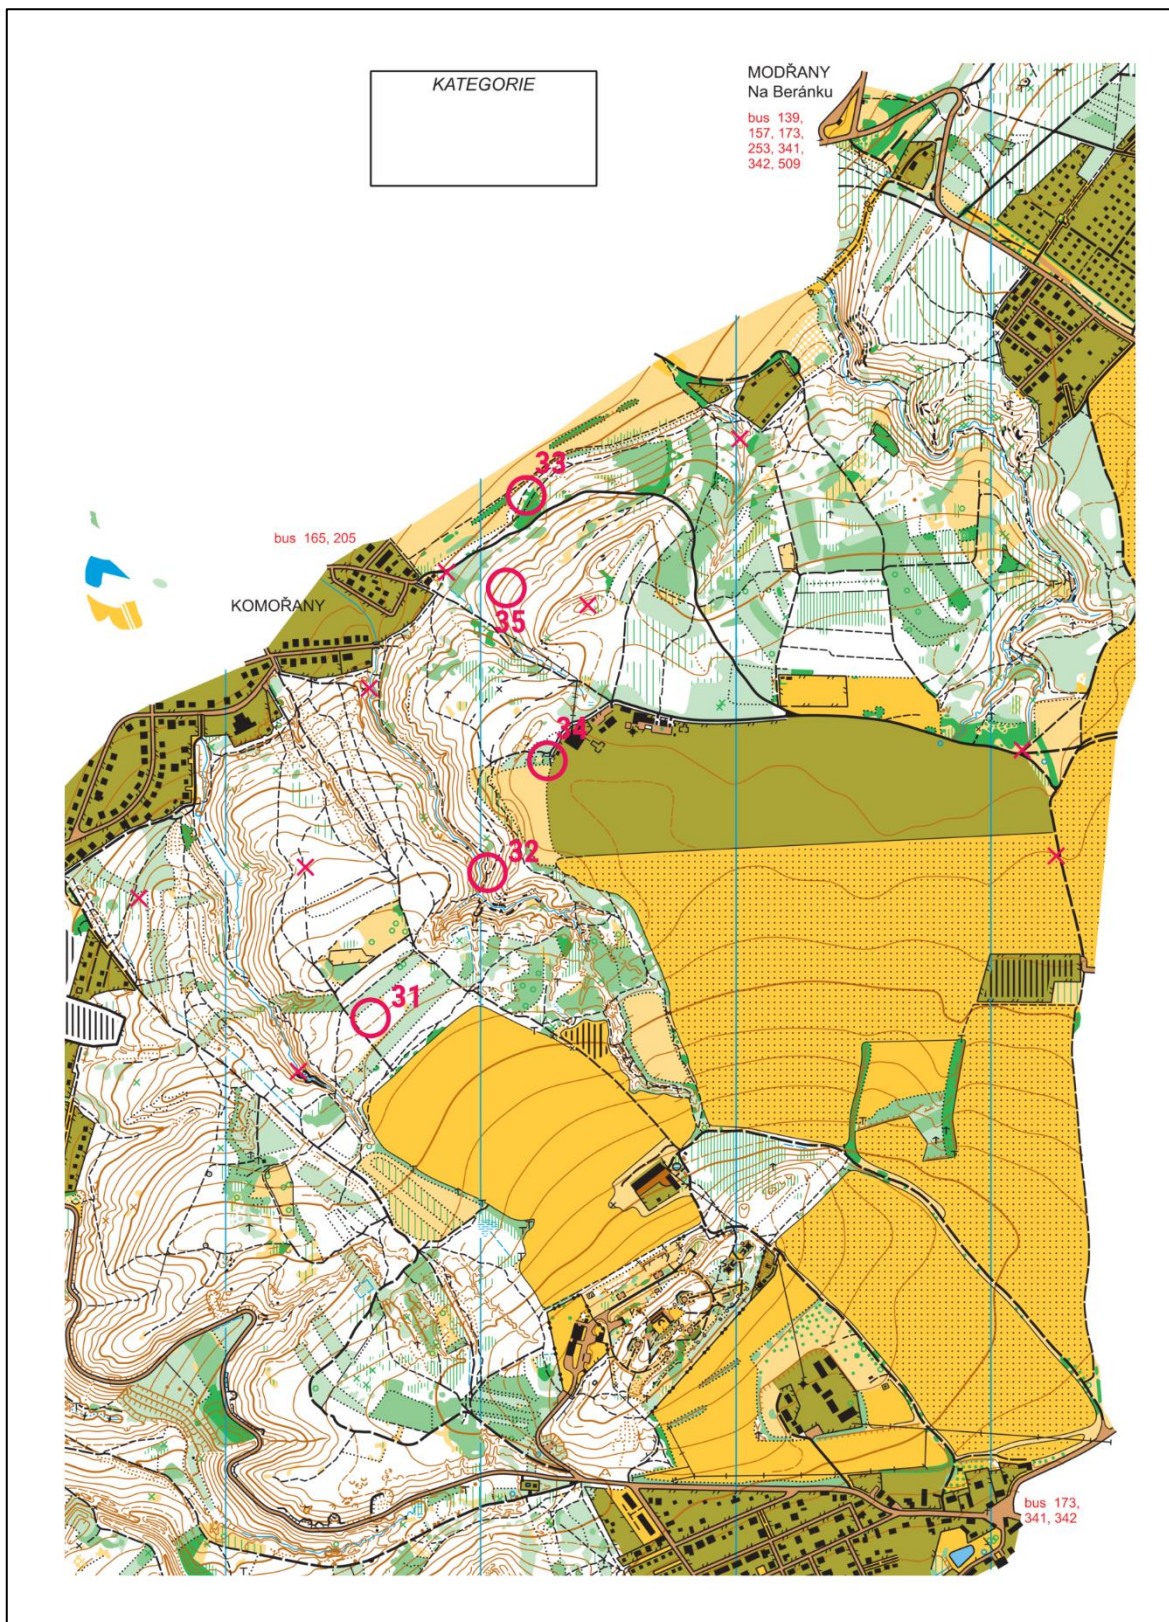 KATEGORIE
MODŘANY
Na Beránku
bus 139,
157, 173,
253, 341,
342, 509
33
bus 165, 205
35
KOMOŘANY
34
32
31
bus 173,
341, 342